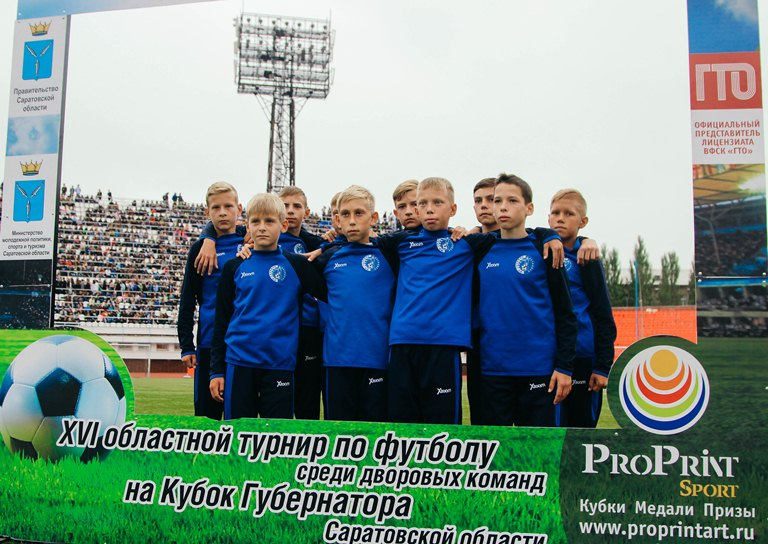 Правительство
Саратовской
области
Министерство
молодежной политики,
спорта и туризма
Саратовской области
ГТО
ОФИЦИАЛЬНЫЙ
ПРЕДСТАВИТЕЛЬ
ЛИЦЕНЗИАТА
ВФСК «ГТО»
XVI областной турнир по футболу
среди дворовых команд
на Кубок Губернатора
Саратовской области
PROPRINT
SPORT
Кубки Медали Призы
www.proprintart.ru